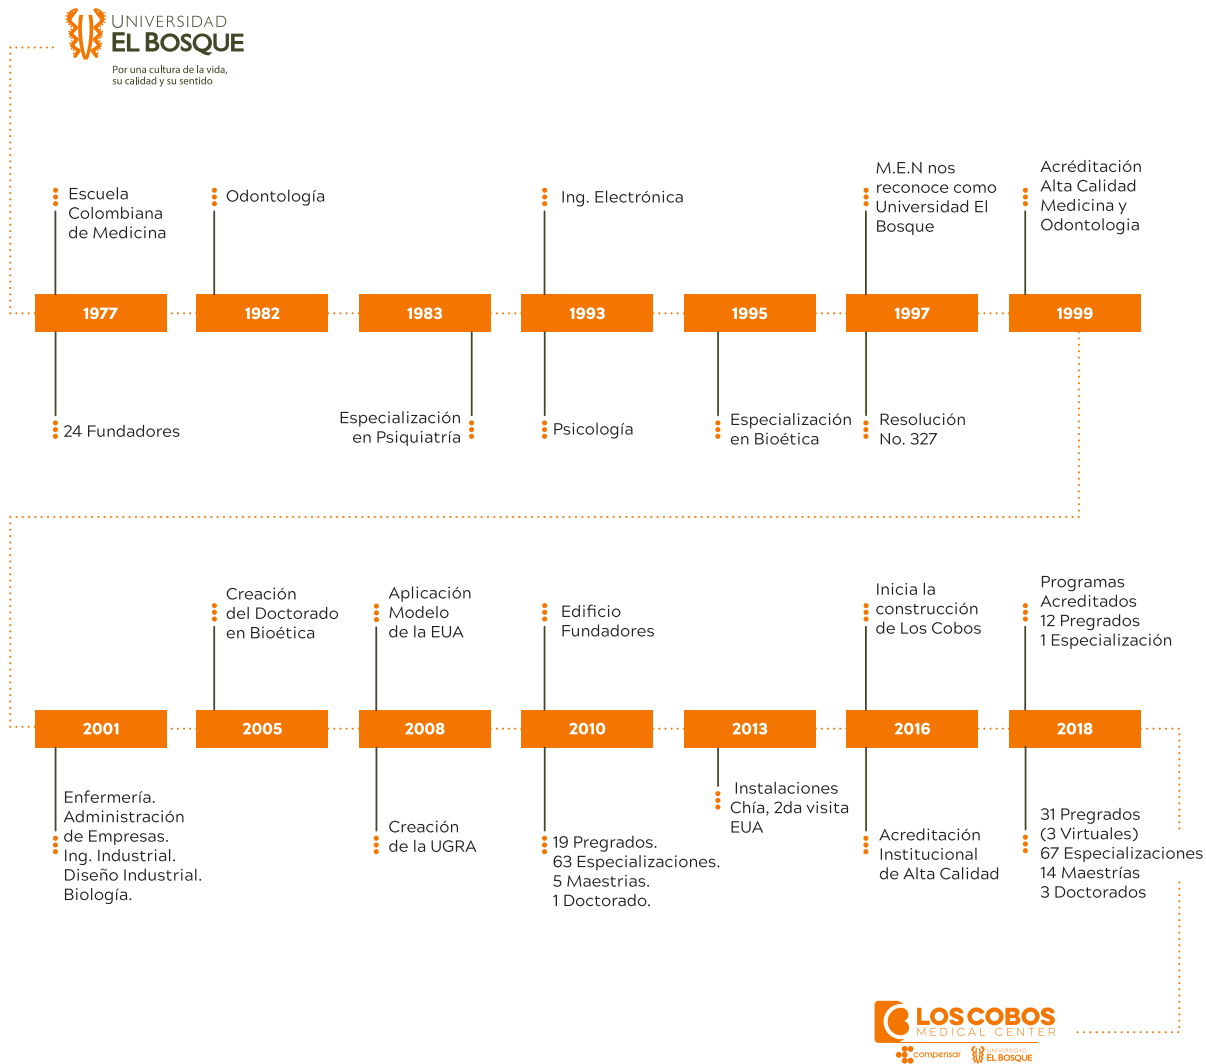 UNIVERSIDAD
EL BOSQUE
Por una cultura de la vida,
su calidad y su sentido
Escuela
Colombiana
de Medicina
Odontología
Ing. Electrónica
M.E.N nos
reconoce como
Universidad El
Bosque
Acréditación
Alta Calidad
Medicina y
Odontologia
1977
1982
1983
1993
1995
1997
1999
24 Fundadores
Especialización
en Psiquiatría
Psicología
Especialización
en Bioética
Resolución
No. 327
Creación
del Doctorado
en Bioética
Aplicación
Modelo
de la EUA
Edificio
Fundadores
Inicia la
construcción
de Los Cobos
Programas
Acreditados
12 Pregrados
1 Especialización
2001
2005
2008
2010
2013
2016
2018
Enfermería.
Administración
de Empresas.
Ing. Industrial.
Diseño Industrial.
Biología.
Creación
de la UGRA
19 Pregrados.
63 Especializaciones.
5 Maestrias.
1 Doctorado.
Instalaciones
Chía, 2da visita
EUA
Acreditación
Institucional
de Alta Calidad
31 Pregrados
(3 Virtuales)
67 Especializaciones
14 Maestrías
3 Doctorados
LOS COBOS
MEDICAL CENTER
compensar
UNIVERSIDAD
EL BOSQUE